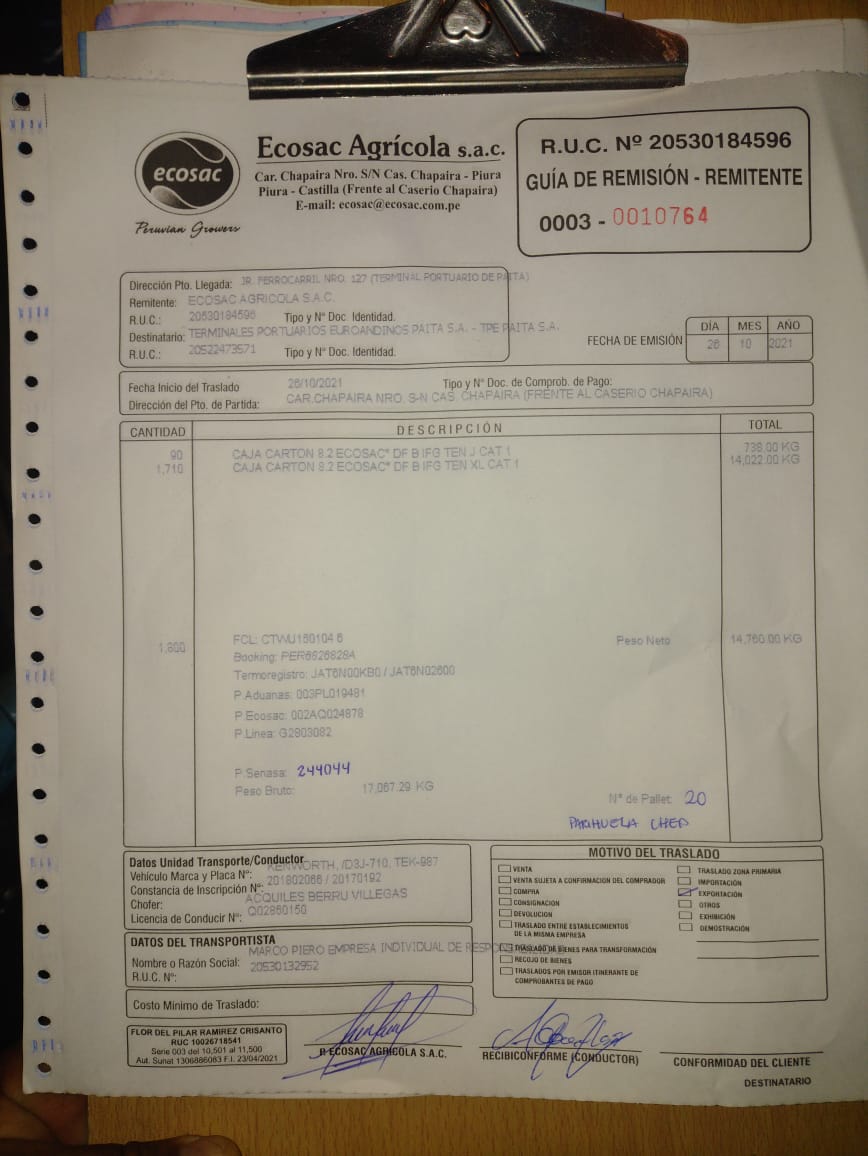 ecosac
Peruvian Growers
Ecosac Agrícola s.a.c.
Car. Chapaira Nro. S/N Cas. Chapaira - Piura
Piura - Castilla (Frente al Caserio Chapaira)
E-mail: ecosac@ecosac.com.pe
R.U.C. Nº 20530184596
GUÍA DE REMISIÓN - REMITENTE
0003 - 0010764
Dirección Pto. Llegada: JR. FERROCARRIL NRO. 127 (TERMINAL PORTUARIO DE PAITA)
Remitente: ECOSAC AGRICOLA S.A.C.
R.U.C.: 20530184596 Tipo y Nº Doc. Identidad.
Destinatario: TERMINALES PORTUARIOS EUROANDINOS PAITA S.A. - TPE PAITA S.A.
R.U.C.: 20522473571 Tipo y Nº Doc. Identidad.
FECHA DE EMISIÓN
DÍA MES AÑO
26 10 2021
Fecha Inicio del Traslado 26/10/2021 Tipo y Nº Doc. de Comprob. de Pago:
Dirección del Pto. de Partida: CAR.CHAPAIRA NRO. S-N CAS. CHAPAIRA (FRENTE AL CASERIO CHAPAIRA)
CANTIDAD DESCRIPCIÓN TOTAL
90 CAJA CARTON 8.2 ECOSAC* DF B IFG TEN J CAT 1 738.00 KG
1,710 CAJA CARTON 8.2 ECOSAC* DF B IFG TEN XL CAT 1 14,022.00 KG
1,800 FCL: CTWU180104 6 Peso Neto 14,760.00 KG
Booking: PER6626828A
Termoregistro: JAT6N00KB0 / JAT6N02600
P.Aduanas: 003PL019481
P.Ecosac: 002AQ024878
P.Linea: G2803082
P.Senasa: 244044
Peso Bruto: 17,067.29 KG
Nº de Pallet: 20
PARIHUELA CHEP
Datos Unidad Transporte/Conductor
Vehículo Marca y Placa Nº: KENWORTH, /D3J-710, TEK-987
Constancia de Inscripción Nº: 201802066 / 20170192
Chofer: ACQUILES BERRU VILLEGAS
Licencia de Conducir Nº: Q02860150
DATOS DEL TRANSPORTISTA
Nombre o Razón Social: MARCO PIERO EMPRESA INDIVIDUAL DE
R.U.C. Nº: 20530132952
Costo Mínimo de Traslado:
MOTIVO DEL TRASLADO
VENTA
VENTA SUJETA A CONFIRMACIÓN DEL COMPRADOR
COMPRA
CONSIGNACIÓN
DEVOLUCION
TRASLADO ENTRE ESTABLECIMIENTOS
DE LA MISMA EMPRESA
TRASLADO DE BIENES PARA TRANSFORMACIÓN
RECOJO DE BIENES
TRASLADOS POR EMISOR ITINERANTE DE
COMPROBANTES DE PAGO
TRASLADO ZONA PRIMARIA
IMPORTACIÓN
EXPORTACIÓN
OTROS
EXHIBICIÓN
DEMOSTRACIÓN
FLOR DEL PILAR RAMIREZ CRISANTO
RUC 10026718541
Serie 003 del 10,501 al 11,500
Aut. Sunat 1306886083 F.I. 23/04/2021
P. ECOSAC AGRÍCOLA S.A.C.
RECIBI CONFORME (CONDUCTOR)
CONFORMIDAD DEL CLIENTE
DESTINATARIO